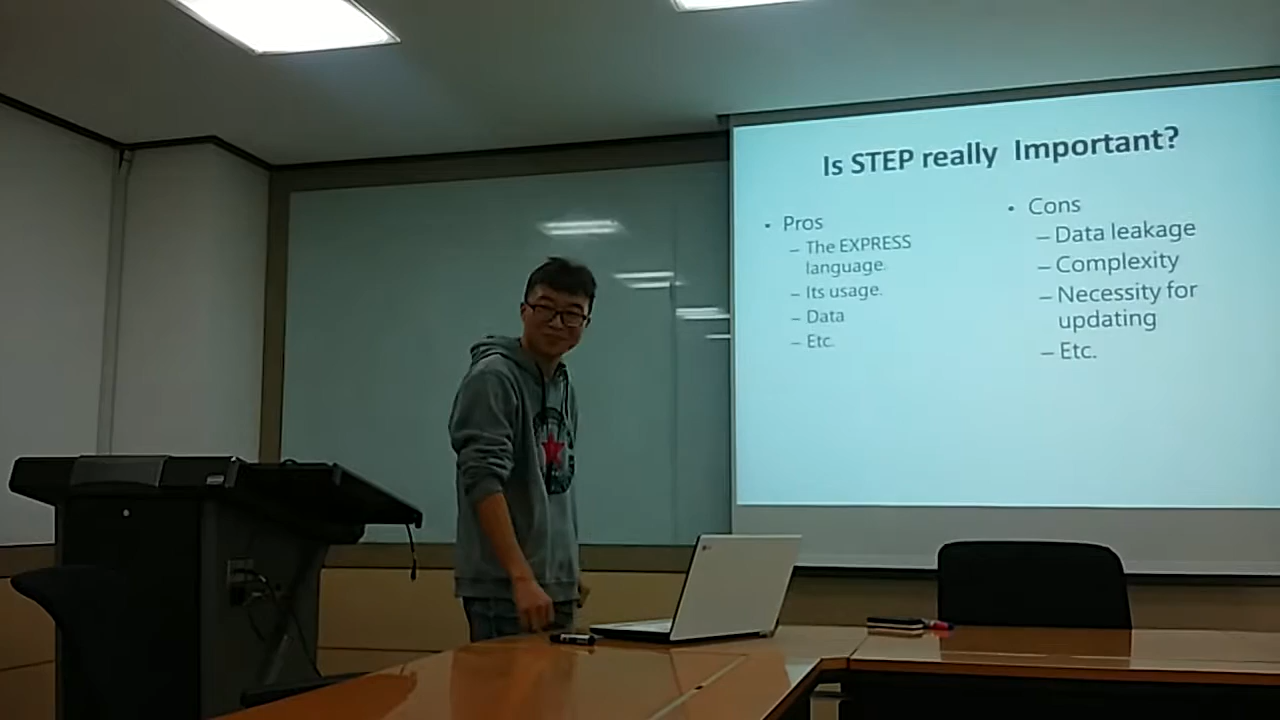 Is STEP really Important?
• Pros
– The EXPRESS
language.
– Its usage.
– Data
– Etc.
• Cons
– Data leakage
– Complexity
– Necessity for
updating
– Etc.